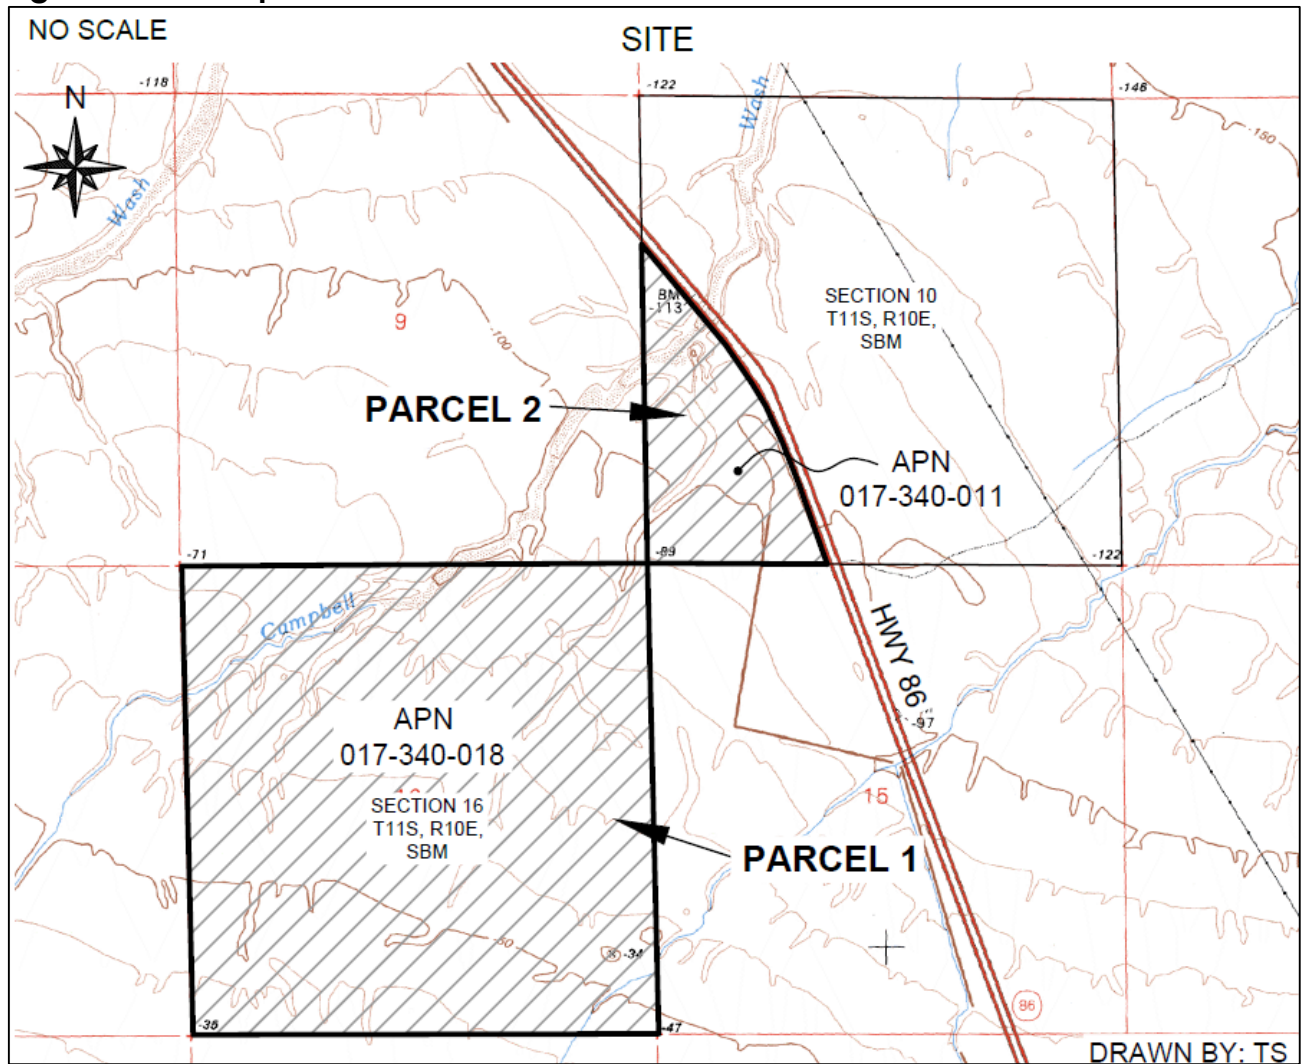 NO SCALE
SITE
N
-118
-122
-146
Wash
Wash
-150
BM
-113
9
-100
SECTION 10
T11S, R10E,
SBM
PARCEL 2
APN
017-340-011
-71
-89
-122
Campbell
HWY 86
-97
APN
017-340-018
SECTION 16
T11S, R10E,
SBM
15
PARCEL 1
-50
-34
86
-35
-47
DRAWN BY: TS